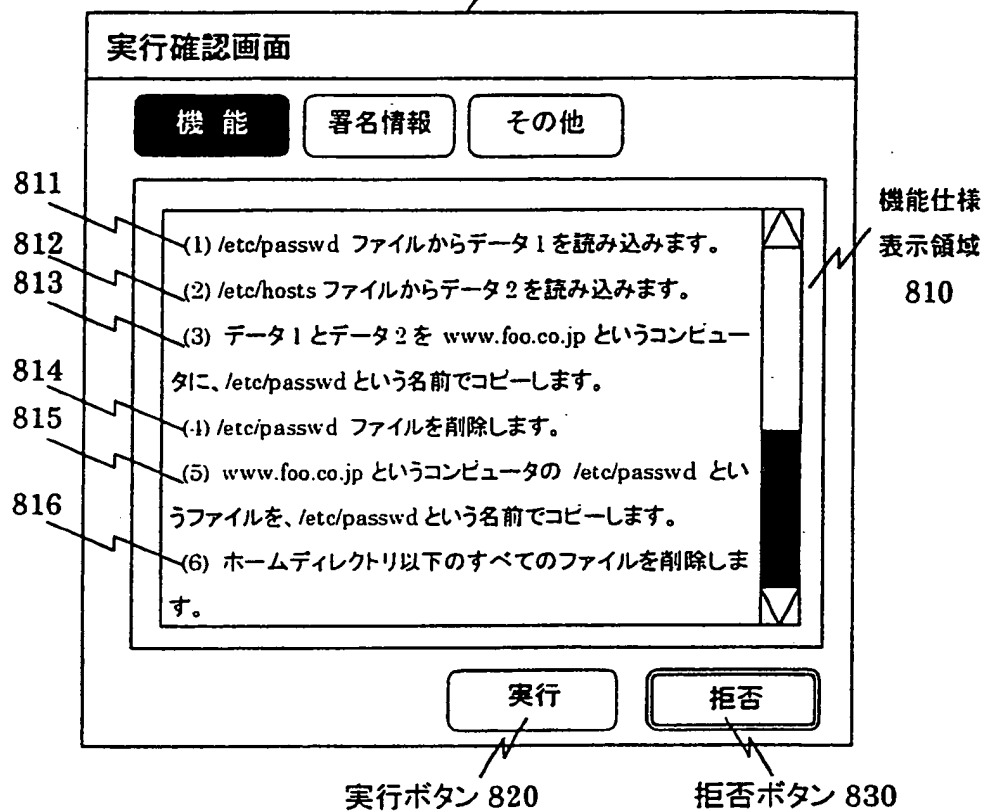 実行確認画面
機 能 署名情報 その他
811
812
813
814
815
816
(1) /etc/passwd ファイルからデータ1を読み込みます。
(2) /etc/hosts ファイルからデータ2を読み込みます。
(3) データ1とデータ2を www.foo.co.jp というコンピュー
タに、/etc/passwd という名前でコピーします。
(4) /etc/passwd ファイルを削除します。
(5) www.foo.co.jp というコンピュータの /etc/passwd とい
うファイルを、/etc/passwd という名前でコピーします。
(6) ホームディレクトリ以下のすべてのファイルを削除しま
す。
機能仕様
表示領域
810
実行 拒否
実行ボタン 820 拒否ボタン 830